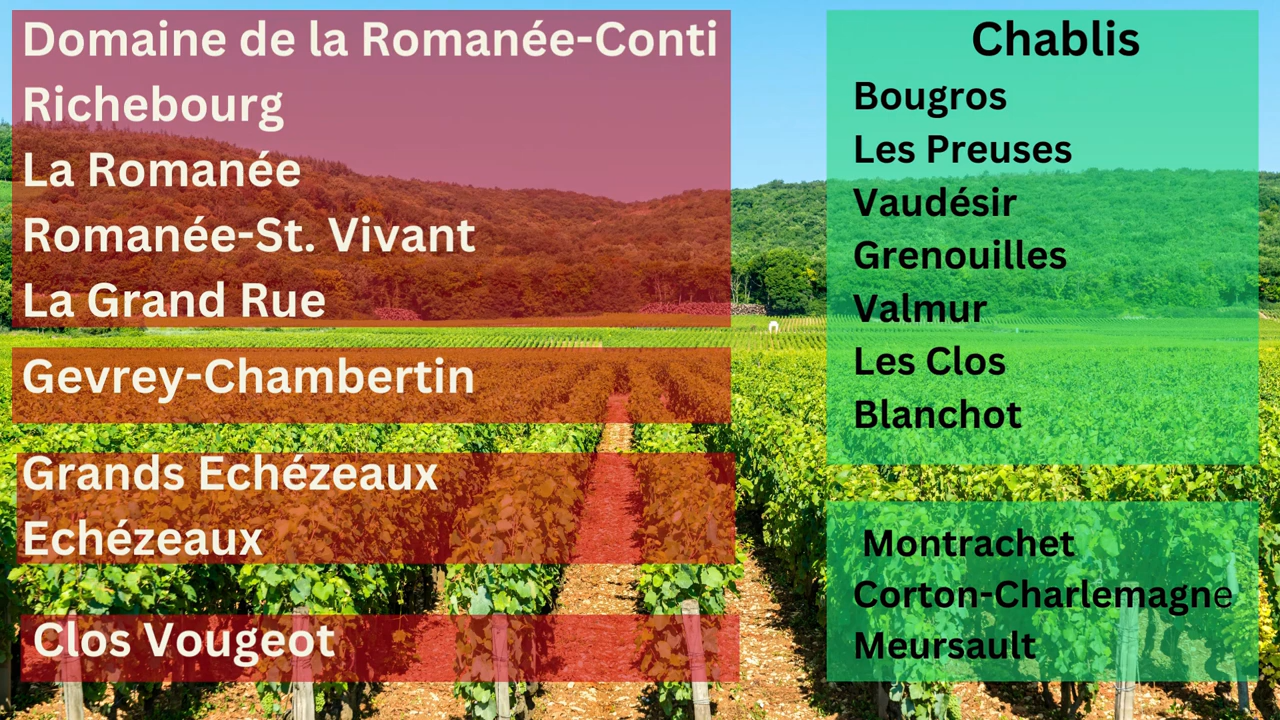 Domaine de la Romanée-Conti
Richebourg
La Romanée
Romanée-St. Vivant
La Grand Rue
Gevrey-Chambertin
Grands Echézeaux
Echézeaux
Clos Vougeot
Chablis
Bougros
Les Preuses
Vaudésir
Grenouilles
Valmur
Les Clos
Blanchot
Montrachet
Corton-Charlemagne
Meursault